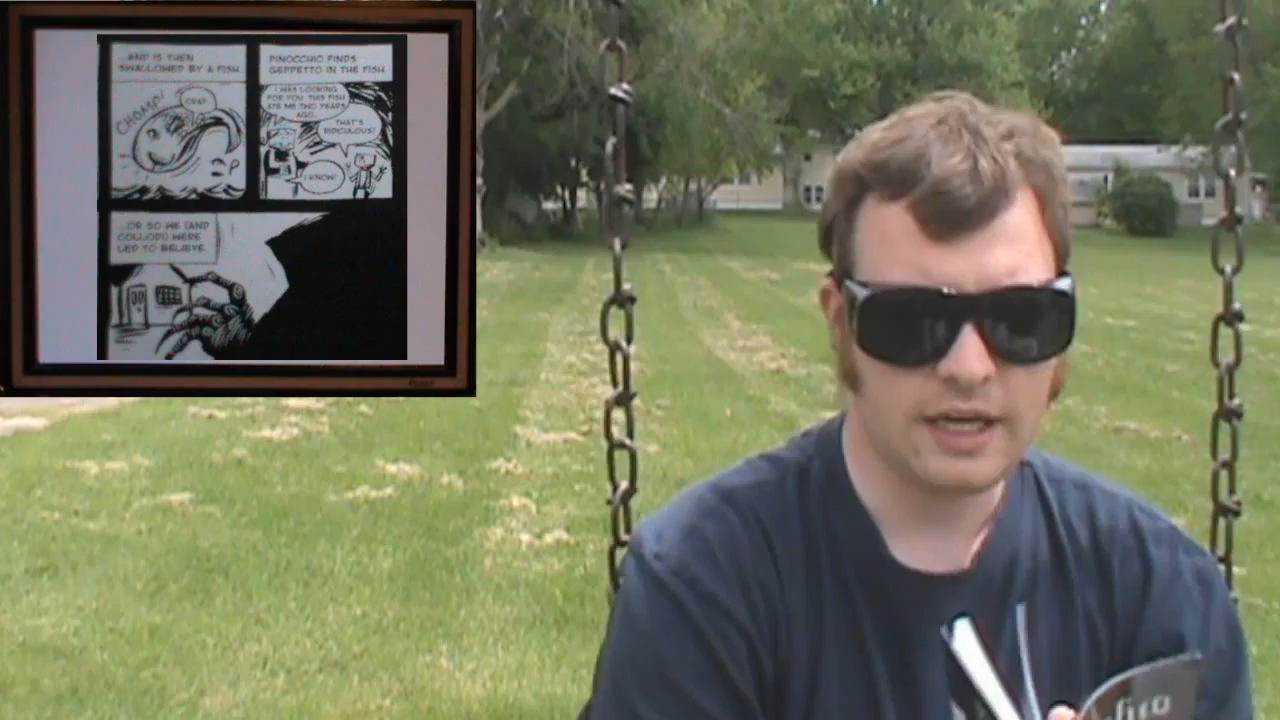 ...AND IS THEN
SWALLOWED BY A FISH.
CHOMP!
CRAP.
PINOCCHIO FINDS
GEPPETTO IN THE FISH.
I WAS LOOKING
FOR YOU. THIS FISH
ATE ME TWO YEARS
AGO.
THAT'S
RIDICULOUS!
I KNOW!
...OR SO WE (AND
COLLODI) WERE
LED TO BELIEVE.